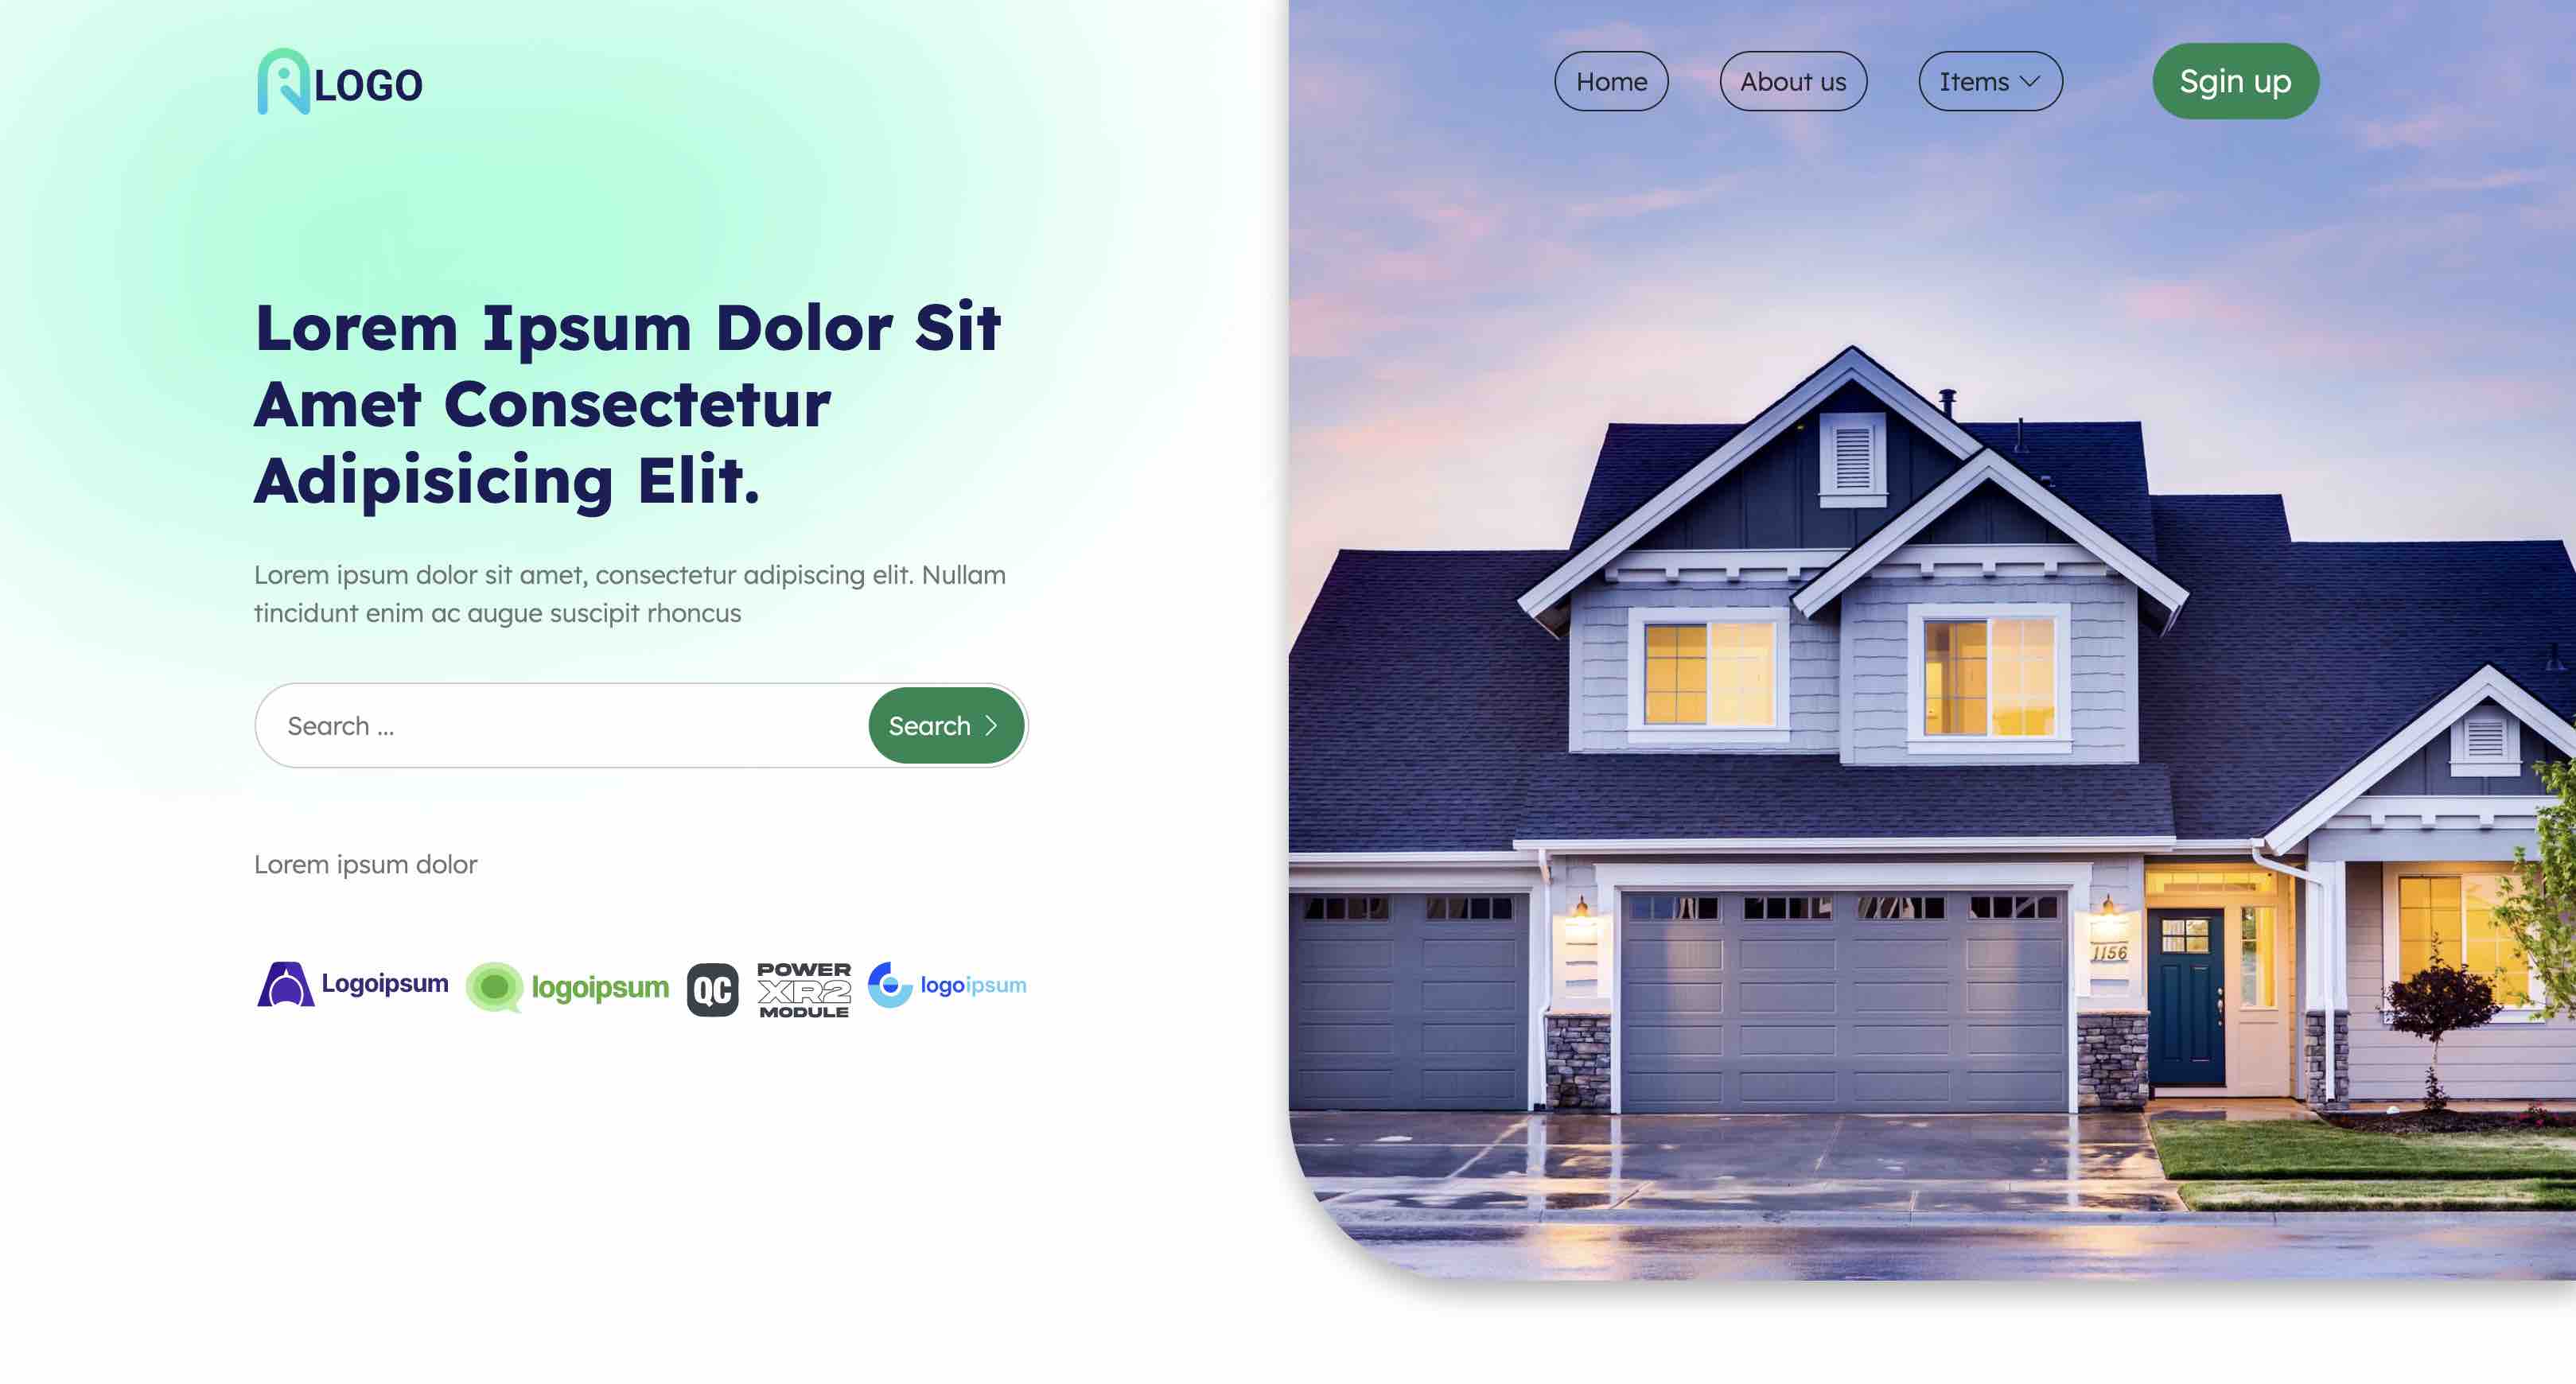 LOGO
Home
About us
Items
Sgin up
Lorem Ipsum Dolor Sit
Amet Consectetur
Adipisicing Elit.
Lorem ipsum dolor sit amet, consectetur adipiscing elit. Nullam
tincidunt enim ac augue suscipit rhoncus
Search ...
Search
Lorem ipsum dolor
Logoipsum
logoipsum
QC
POWER
XR2
MODULE
logoipsum
1156